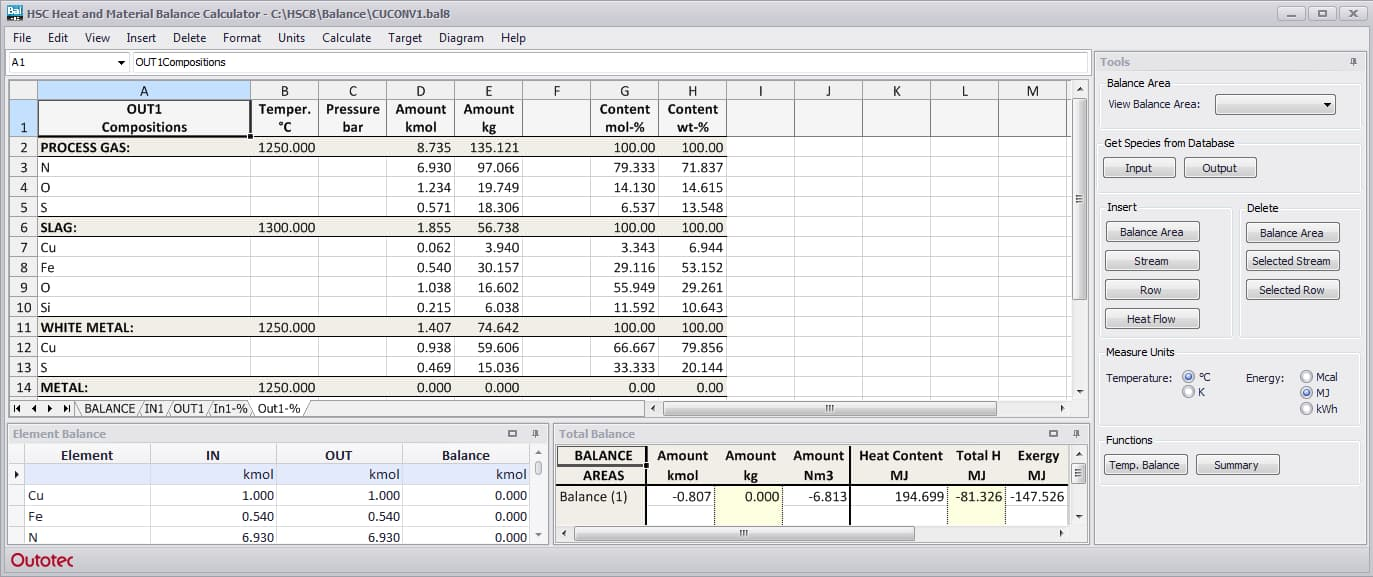 Bal HSC Heat and Material Balance Calculator - C:\HSC8\Balance\CUCONV1.bal8
File Edit View Insert Delete Format Units Calculate Target Diagram Help
A1 OUT1Compositions
A B C D E F G H I J K L M
OUT1 Temper. Pressure Amount Amount Content Content
1 Compositions °C bar kmol kg mol-% wt-%
2 PROCESS GAS: 1250.000 8.735 135.121 100.00 100.00
3 N 6.930 97.066 79.333 71.837
4 O 1.234 19.749 14.130 14.615
5 S 0.571 18.306 6.537 13.548
6 SLAG: 1300.000 1.855 56.738 100.00 100.00
7 Cu 0.062 3.940 3.343 6.944
8 Fe 0.540 30.157 29.116 53.152
9 O 1.038 16.602 55.949 29.261
10 Si 0.215 6.038 11.592 10.643
11 WHITE METAL: 1250.000 1.407 74.642 100.00 100.00
12 Cu 0.938 59.606 66.667 79.856
13 S 0.469 15.036 33.333 20.144
14 METAL: 1250.000 0.000 0.000 0.00 0.00
BALANCE IN1 OUT1 In1-% Out1-%
Tools
Balance Area
View Balance Area:
Get Species from Database
Input Output
Insert Delete
Balance Area Balance Area
Stream Selected Stream
Row Selected Row
Heat Flow
Measure Units
Temperature: °C Energy: Mcal
K MJ
kWh
Functions
Temp. Balance Summary
Element Balance
Element IN OUT Balance
kmol kmol kmol
Cu 1.000 1.000 0.000
Fe 0.540 0.540 0.000
N 6.930 6.930 0.000
Total Balance
BALANCE Amount Amount Amount Heat Content Total H Exergy
AREAS kmol kg Nm3 MJ MJ MJ
Balance (1) -0.807 0.000 -6.813 194.699 -81.326 -147.526
Outotec